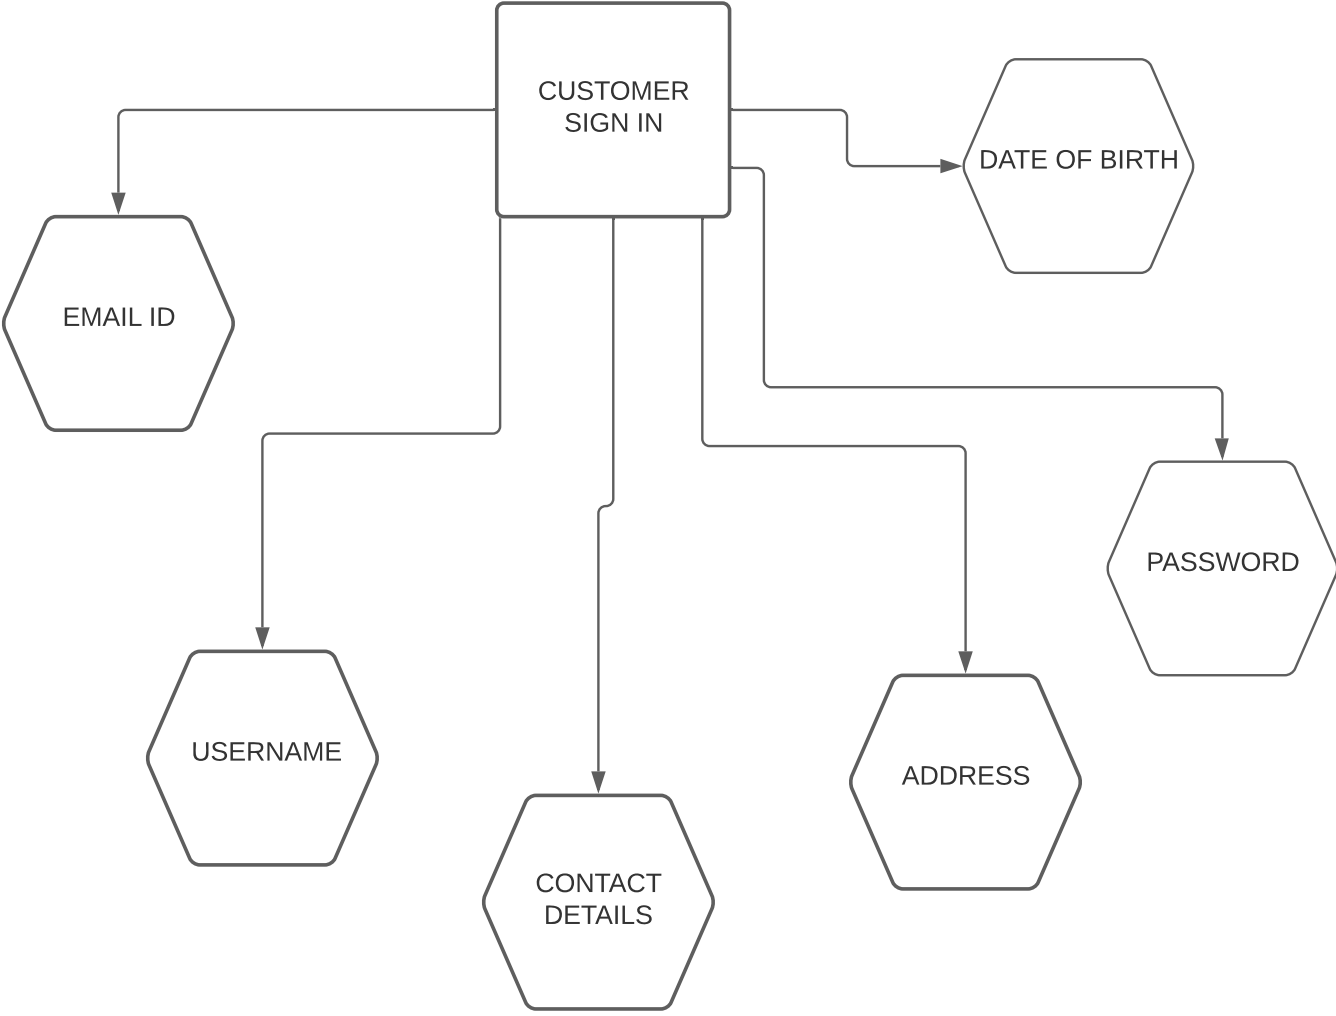 CUSTOMER
SIGN IN
DATE OF BIRTH
EMAIL ID
PASSWORD
USERNAME
ADDRESS
CONTACT
DETAILS